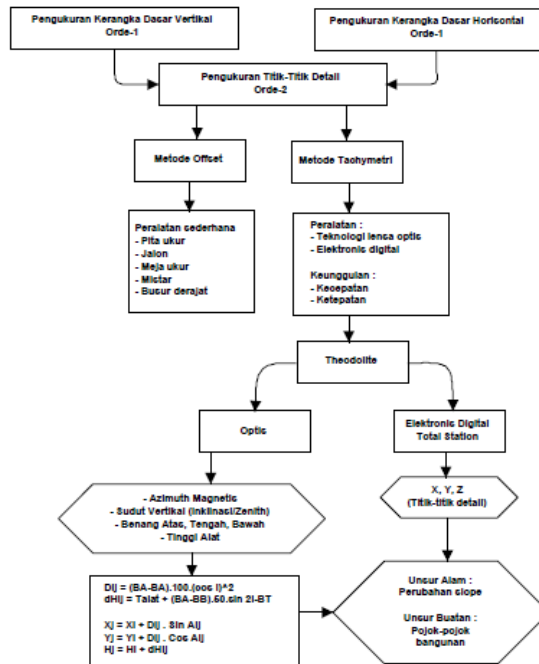 Pengukuran Kerangka Dasar Vertikal
Orde-1
Pengukuran Kerangka Dasar Horisontal
Orde-1
Pengukuran Titik-Titik Detail
Orde-2
Metode Offset
Metode Tachymetri
Peralatan sederhana
- Pita ukur
- Jalon
- Meja ukur
- Mistar
- Busur derajat
Peralatan :
- Teknologi lensa optis
- Elektronis digital
Keunggulan :
- Kecepatan
- Ketepatan
Theodolite
Optis
Elektronis Digital
Total Station
- Azimuth Magnetis
- Sudut Vertikal (Inklinasi/Zenith)
- Benang Atas, Tengah, Bawah
- Tinggi Alat
X, Y, Z
(Titik-titik detail)
Dij = (BA-BA).100.(cos i)^2
dHij = Talat + (BA-BB).50.sin 2i-BT
Xj = Xi + Dij . Sin Aij
Yj = Yi + Dij . Cos Aij
Hj = Hi + dHij
Unsur Alam :
Perubahan slope
Unsur Buatan :
Pojok-pojok
bangunan